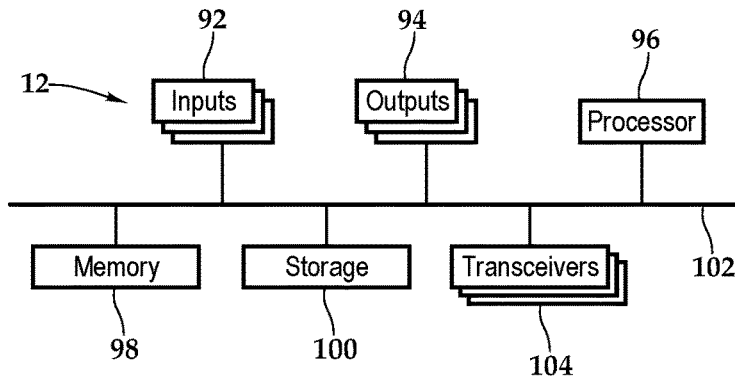 92
94
96
12
Inputs
Outputs
Processor
102
Memory
Storage
Transceivers
98
100
104